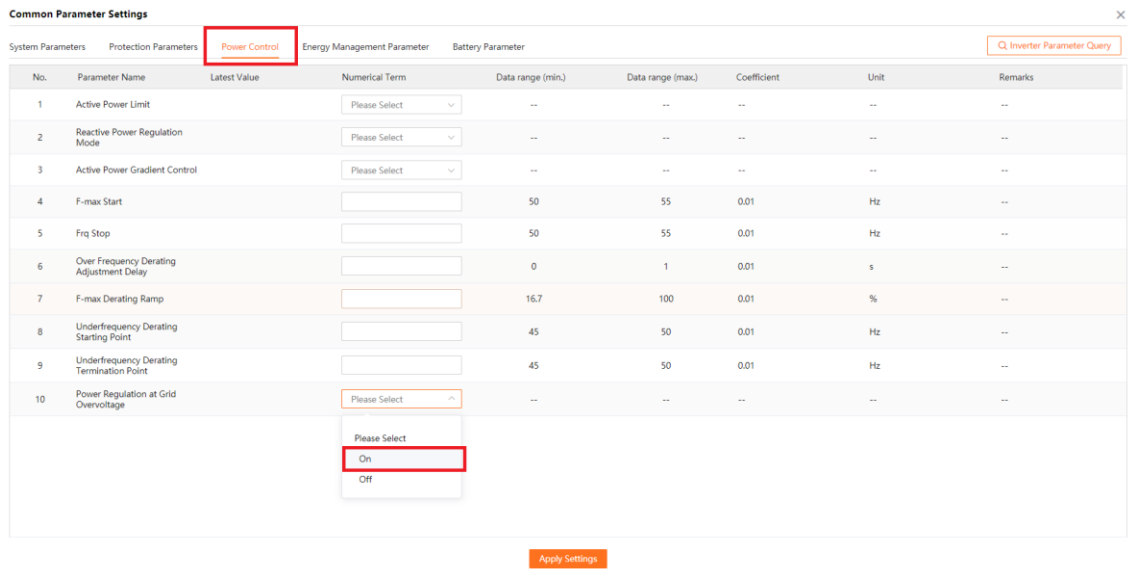 Common Parameter Settings
System Parameters Protection Parameters Power Control Energy Management Parameter Battery Parameter Inverter Parameter Query
No. Parameter Name Latest Value Numerical Term Data range (min.) Data range (max.) Coefficient Unit Remarks
1 Active Power Limit Please Select -- -- -- -- --
2 Reactive Power Regulation Mode Please Select -- -- -- -- --
3 Active Power Gradient Control Please Select -- -- -- -- --
4 F-max Start 50 55 0.01 Hz --
5 Frq Stop 50 55 0.01 Hz --
6 Over Frequency Derating Adjustment Delay 0 1 0.01 s --
7 F-max Derating Ramp 16.7 100 0.01 % --
8 Underfrequency Derating Starting Point 45 50 0.01 Hz --
9 Underfrequency Derating Termination Point 45 50 0.01 Hz --
10 Power Regulation at Grid Overvoltage Please Select -- -- -- -- --
Please Select
On
Off
Apply Settings